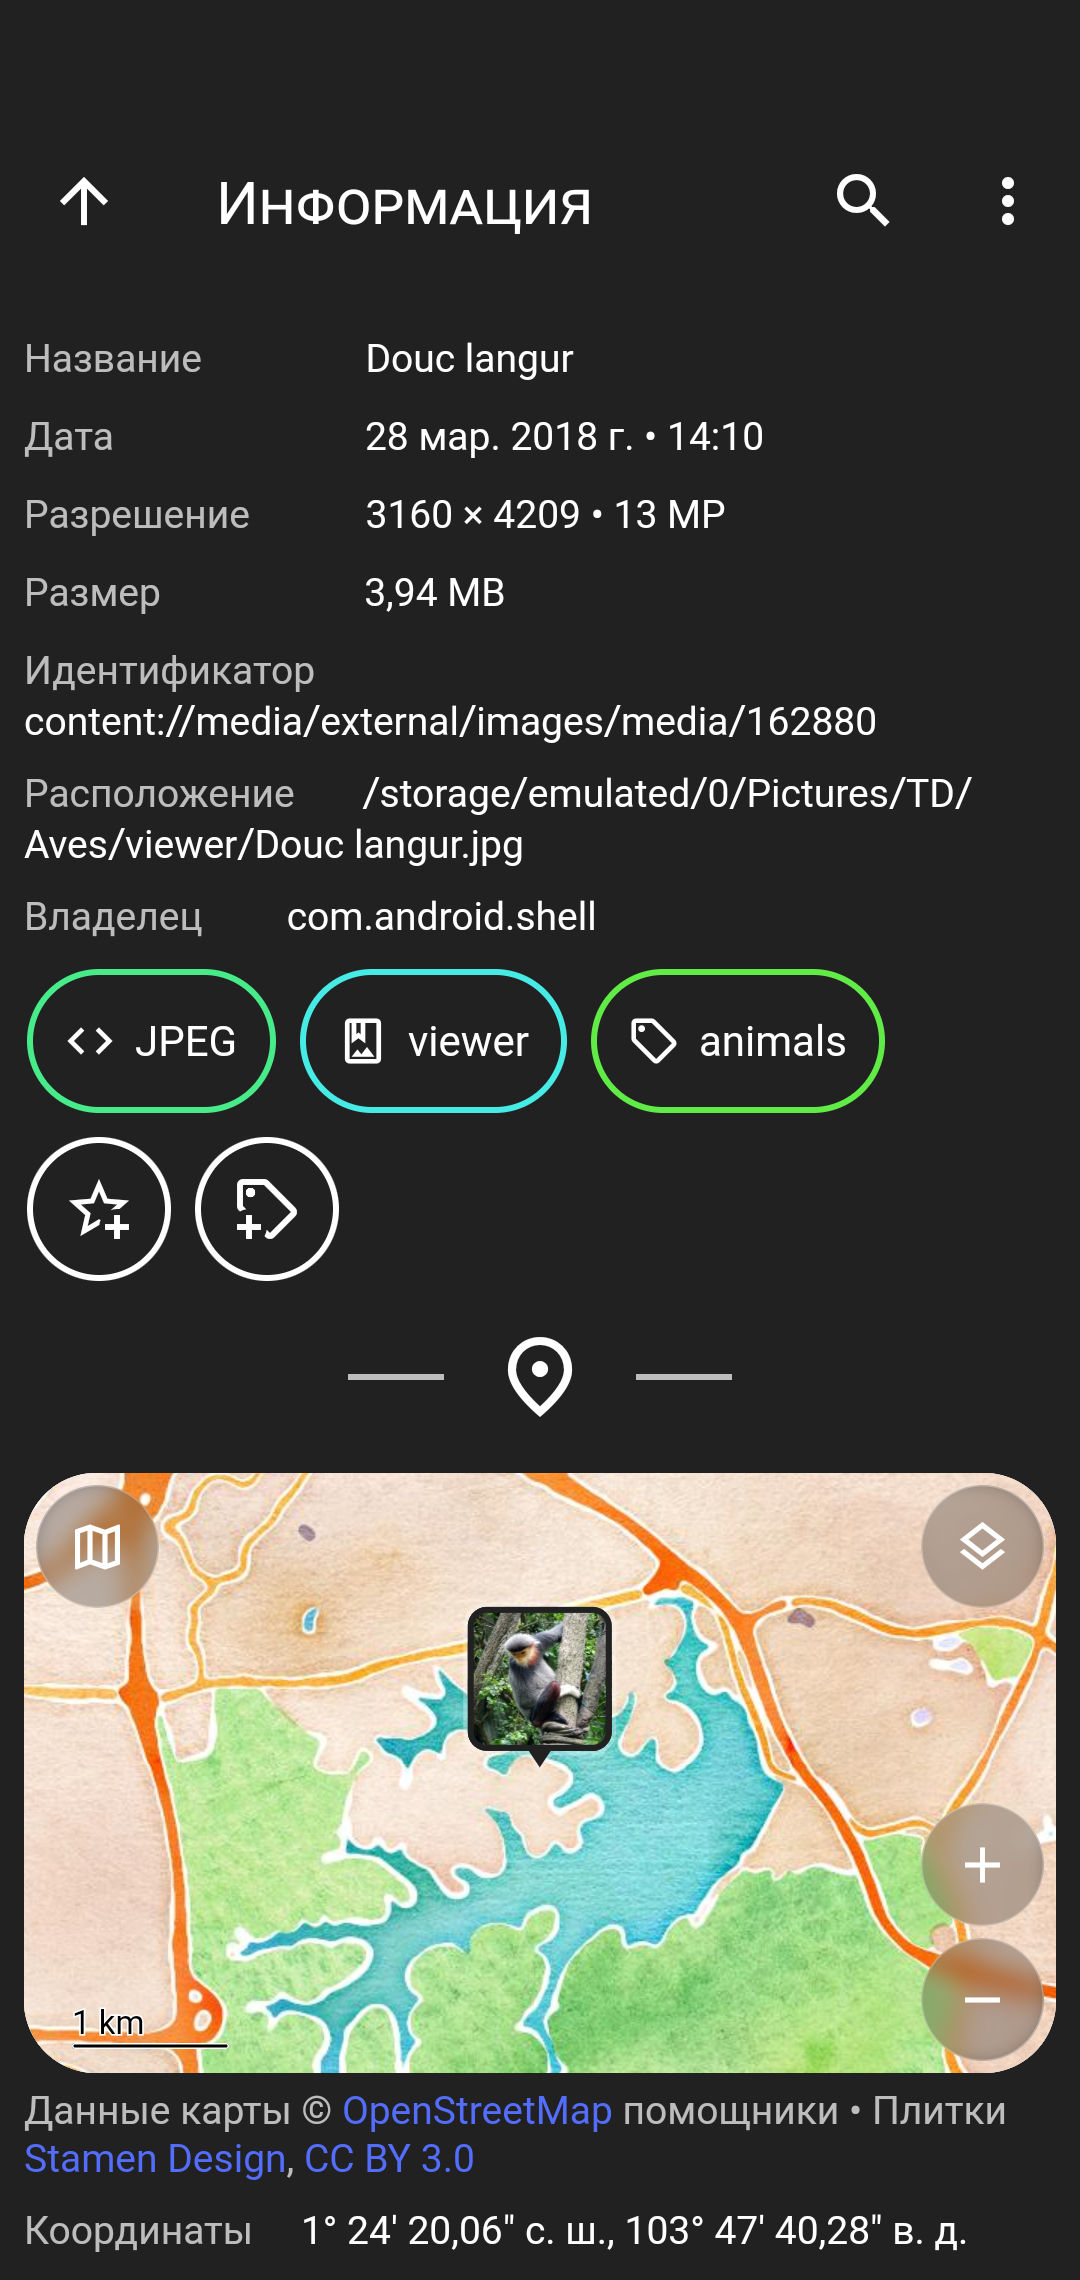 Информация
Название Douc langur
Дата 28 мар. 2018 г. • 14:10
Разрешение 3160 × 4209 • 13 MP
Размер 3,94 MB
Идентификатор
content://media/external/images/media/162880
Расположение /storage/emulated/0/Pictures/TD/
Aves/viewer/Douc langur.jpg
Владелец com.android.shell
JPEG viewer animals
1 km
Данные карты © OpenStreetMap помощники • Плитки
Stamen Design, CC BY 3.0
Координаты 1° 24' 20,06" с. ш., 103° 47' 40,28" в. д.